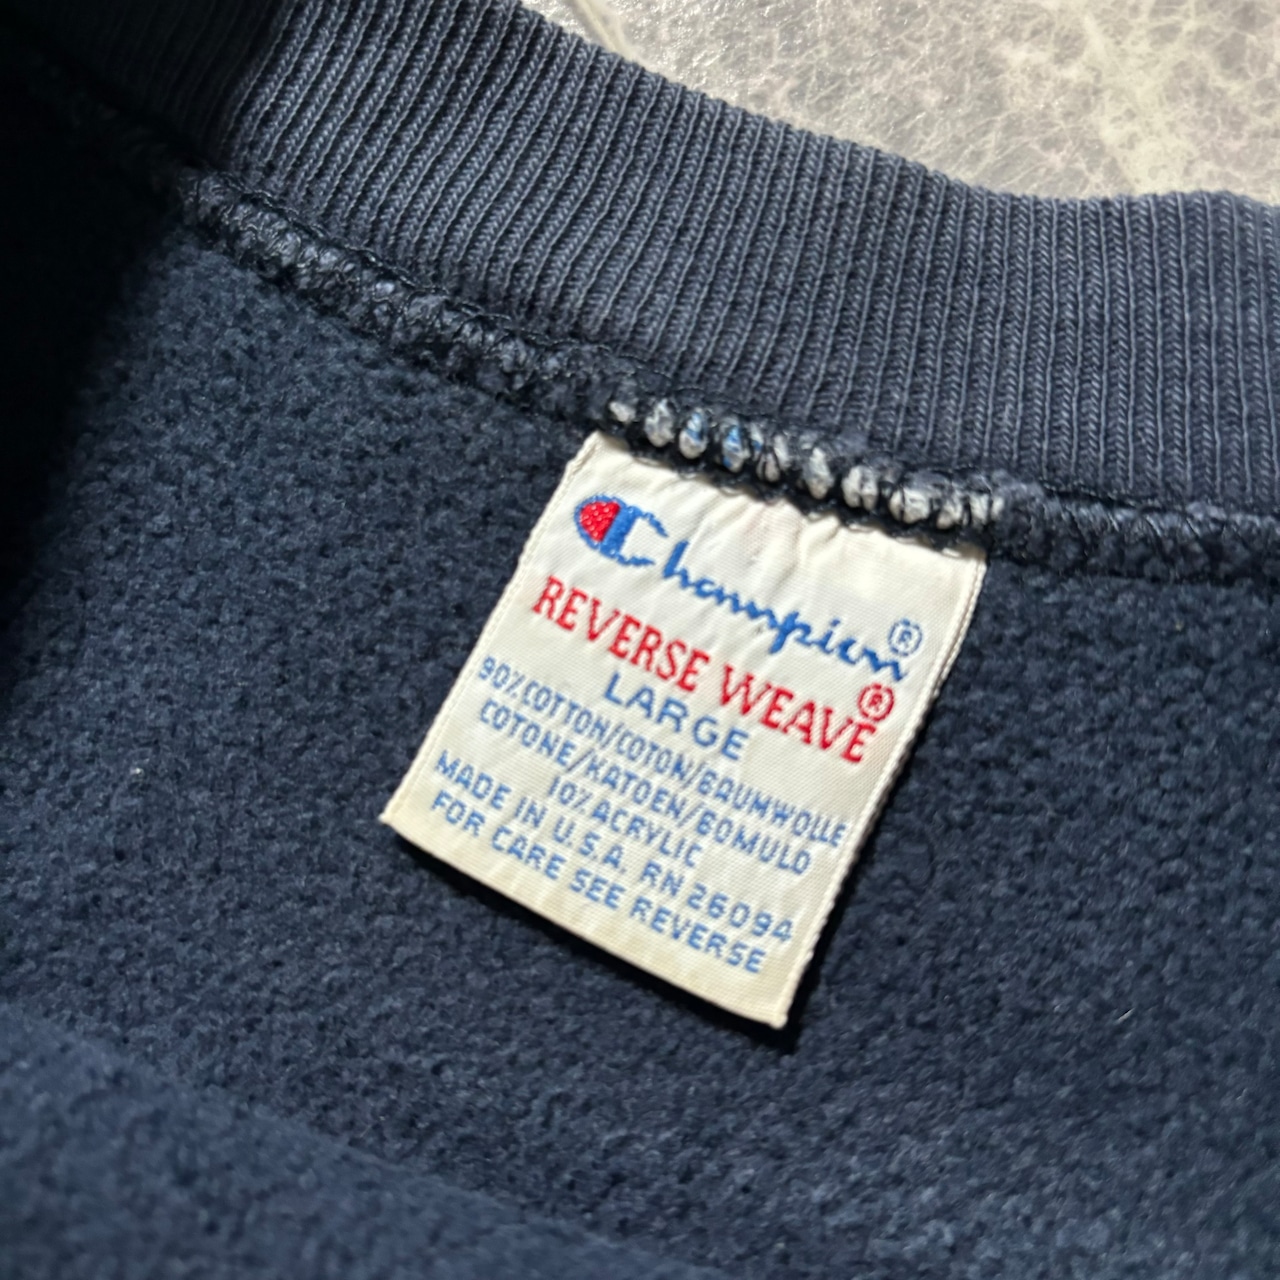 Champion®
REVERSE WEAVE®
LARGE
90%COTTON/COTON/BAUMWOLLE
COTONE/KATOEN/BOMULD
10%ACRYLIC
MADE IN U.S.A. RN 26094
FOR CARE SEE REVERSE